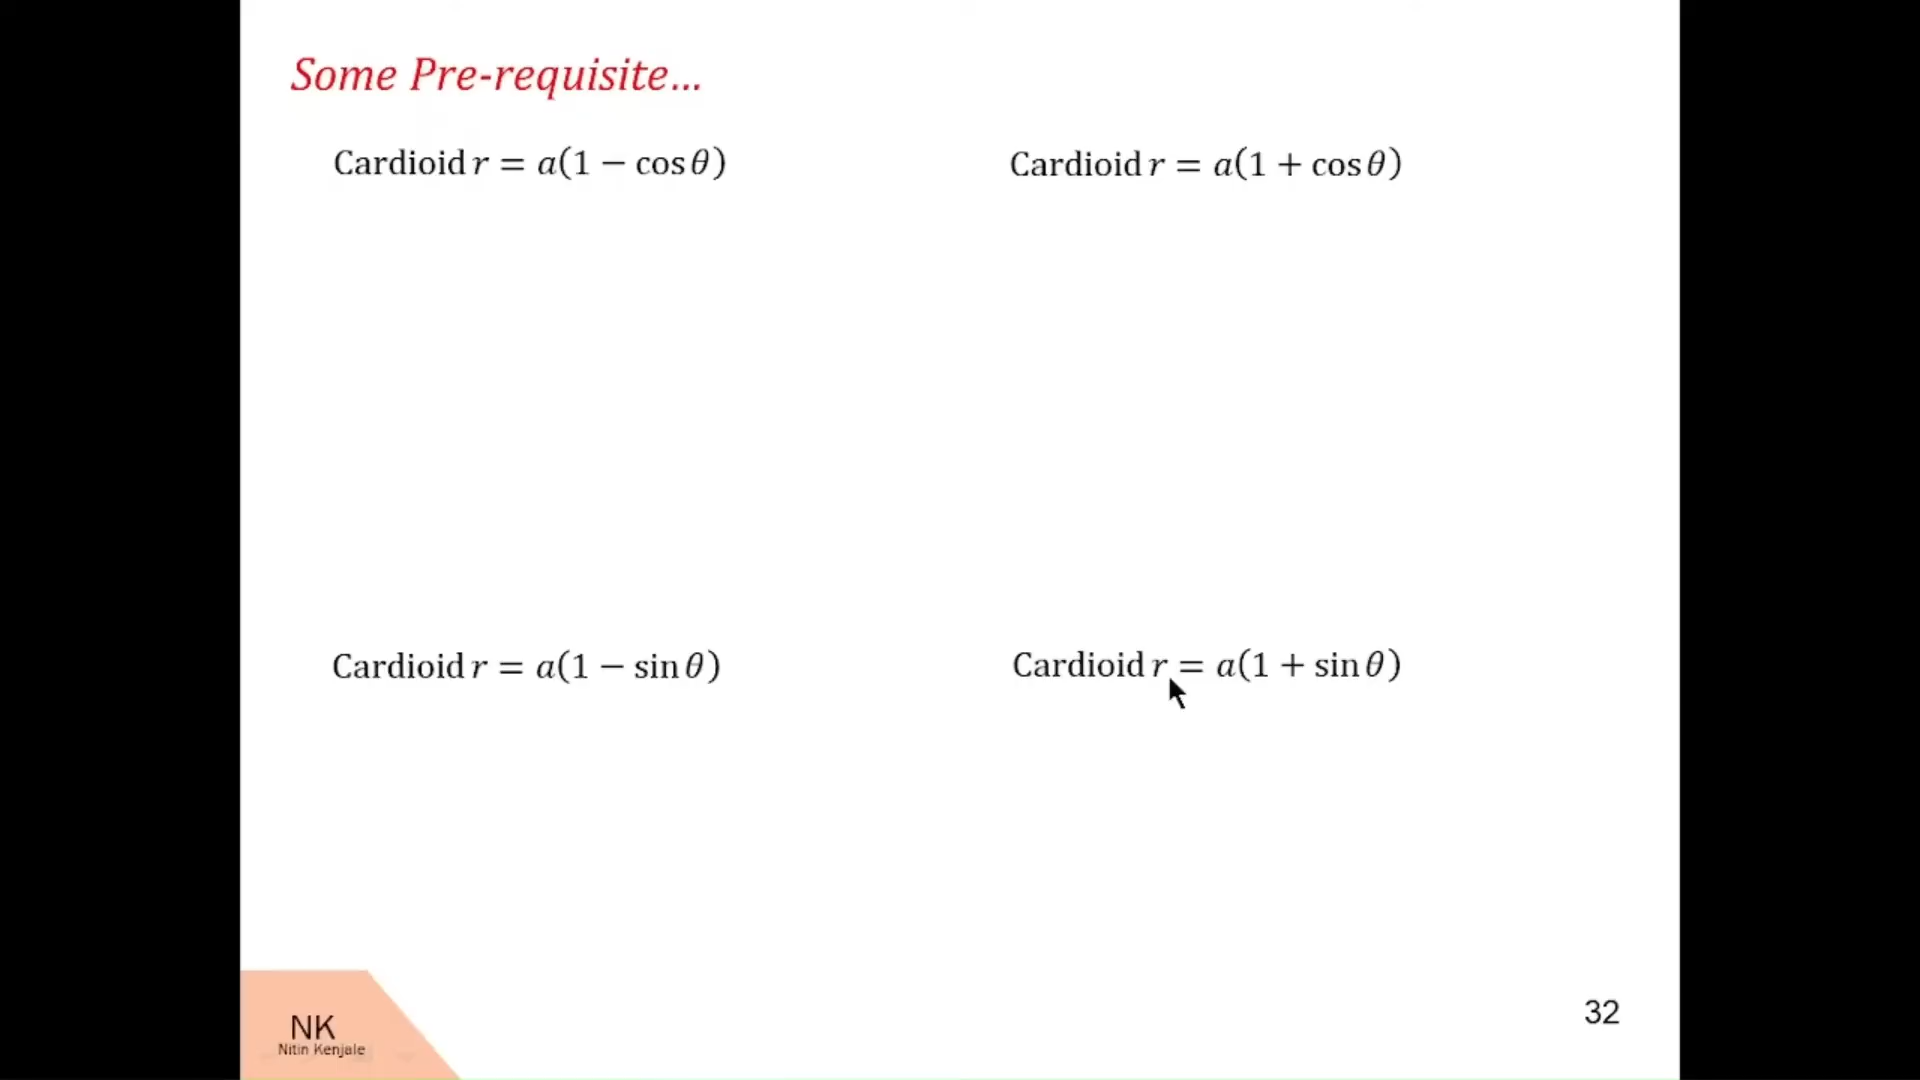 Some Pre-requisite...
Cardioid r = a(1 − cos θ)
Cardioid r = a(1 + cos θ)
Cardioid r = a(1 − sin θ)
Cardioid r = a(1 + sin θ)
NK
Nitin Kenjale
32